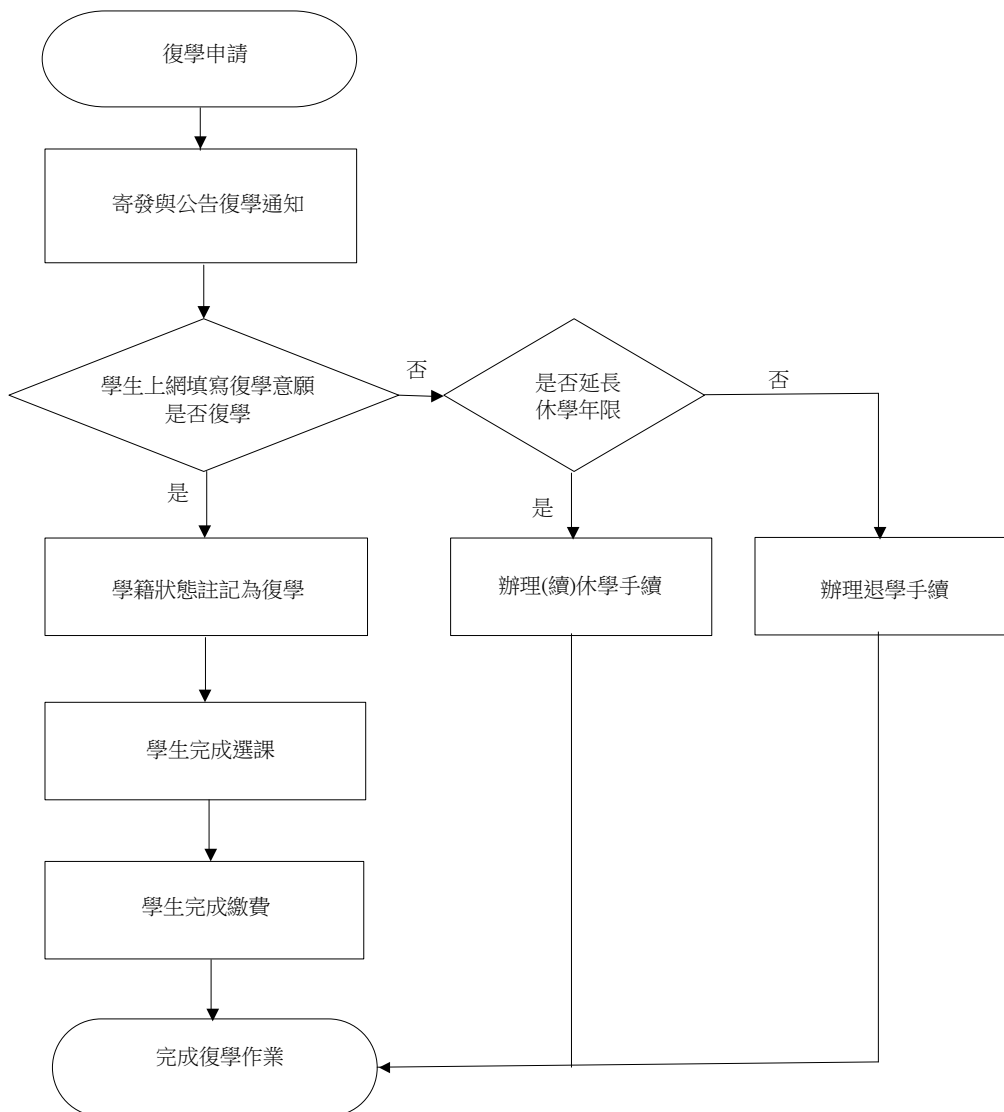 復學申請
寄發與公告復學通知
學生上網填寫復學意願
是否復學
否
是否延長
休學年限
否
是
是
學籍狀態註記為復學
辦理(續)休學手續
辦理退學手續
學生完成選課
學生完成繳費
完成復學作業